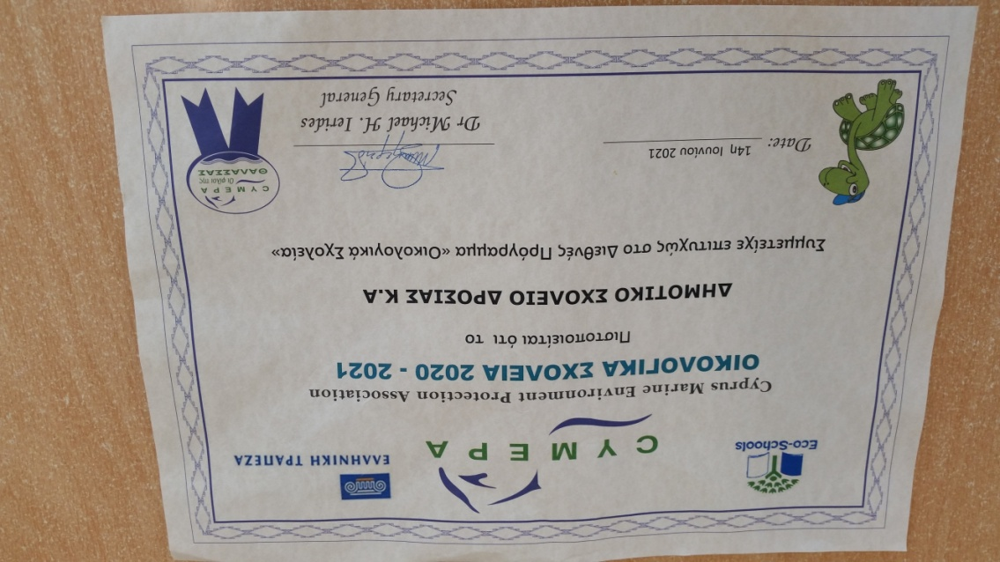 Eco-Schools
CYMEPA
ΕΛΛΗΝΙΚΗ ΤΡΑΠΕΖΑ
Cyprus Marine Environment Protection Association
ΟΙΚΟΛΟΓΙΚΑ ΣΧΟΛΕΙΑ 2020 - 2021
Πιστοποιείται ότι το
ΔΗΜΟΤΙΚΟ ΣΧΟΛΕΙΟ ΔΡΟΣΙΑΣ Κ.Α
Συμμετείχε επιτυχώς στο Διεθνές Πρόγραμμα «Οικολογικά Σχολεία»
Date: 14η Ιουνίου 2021
Dr Michael H. Ierides
Secretary General
CYMEPA
Οι φίλοι της
ΘΑΛΑΣΣΑΣ